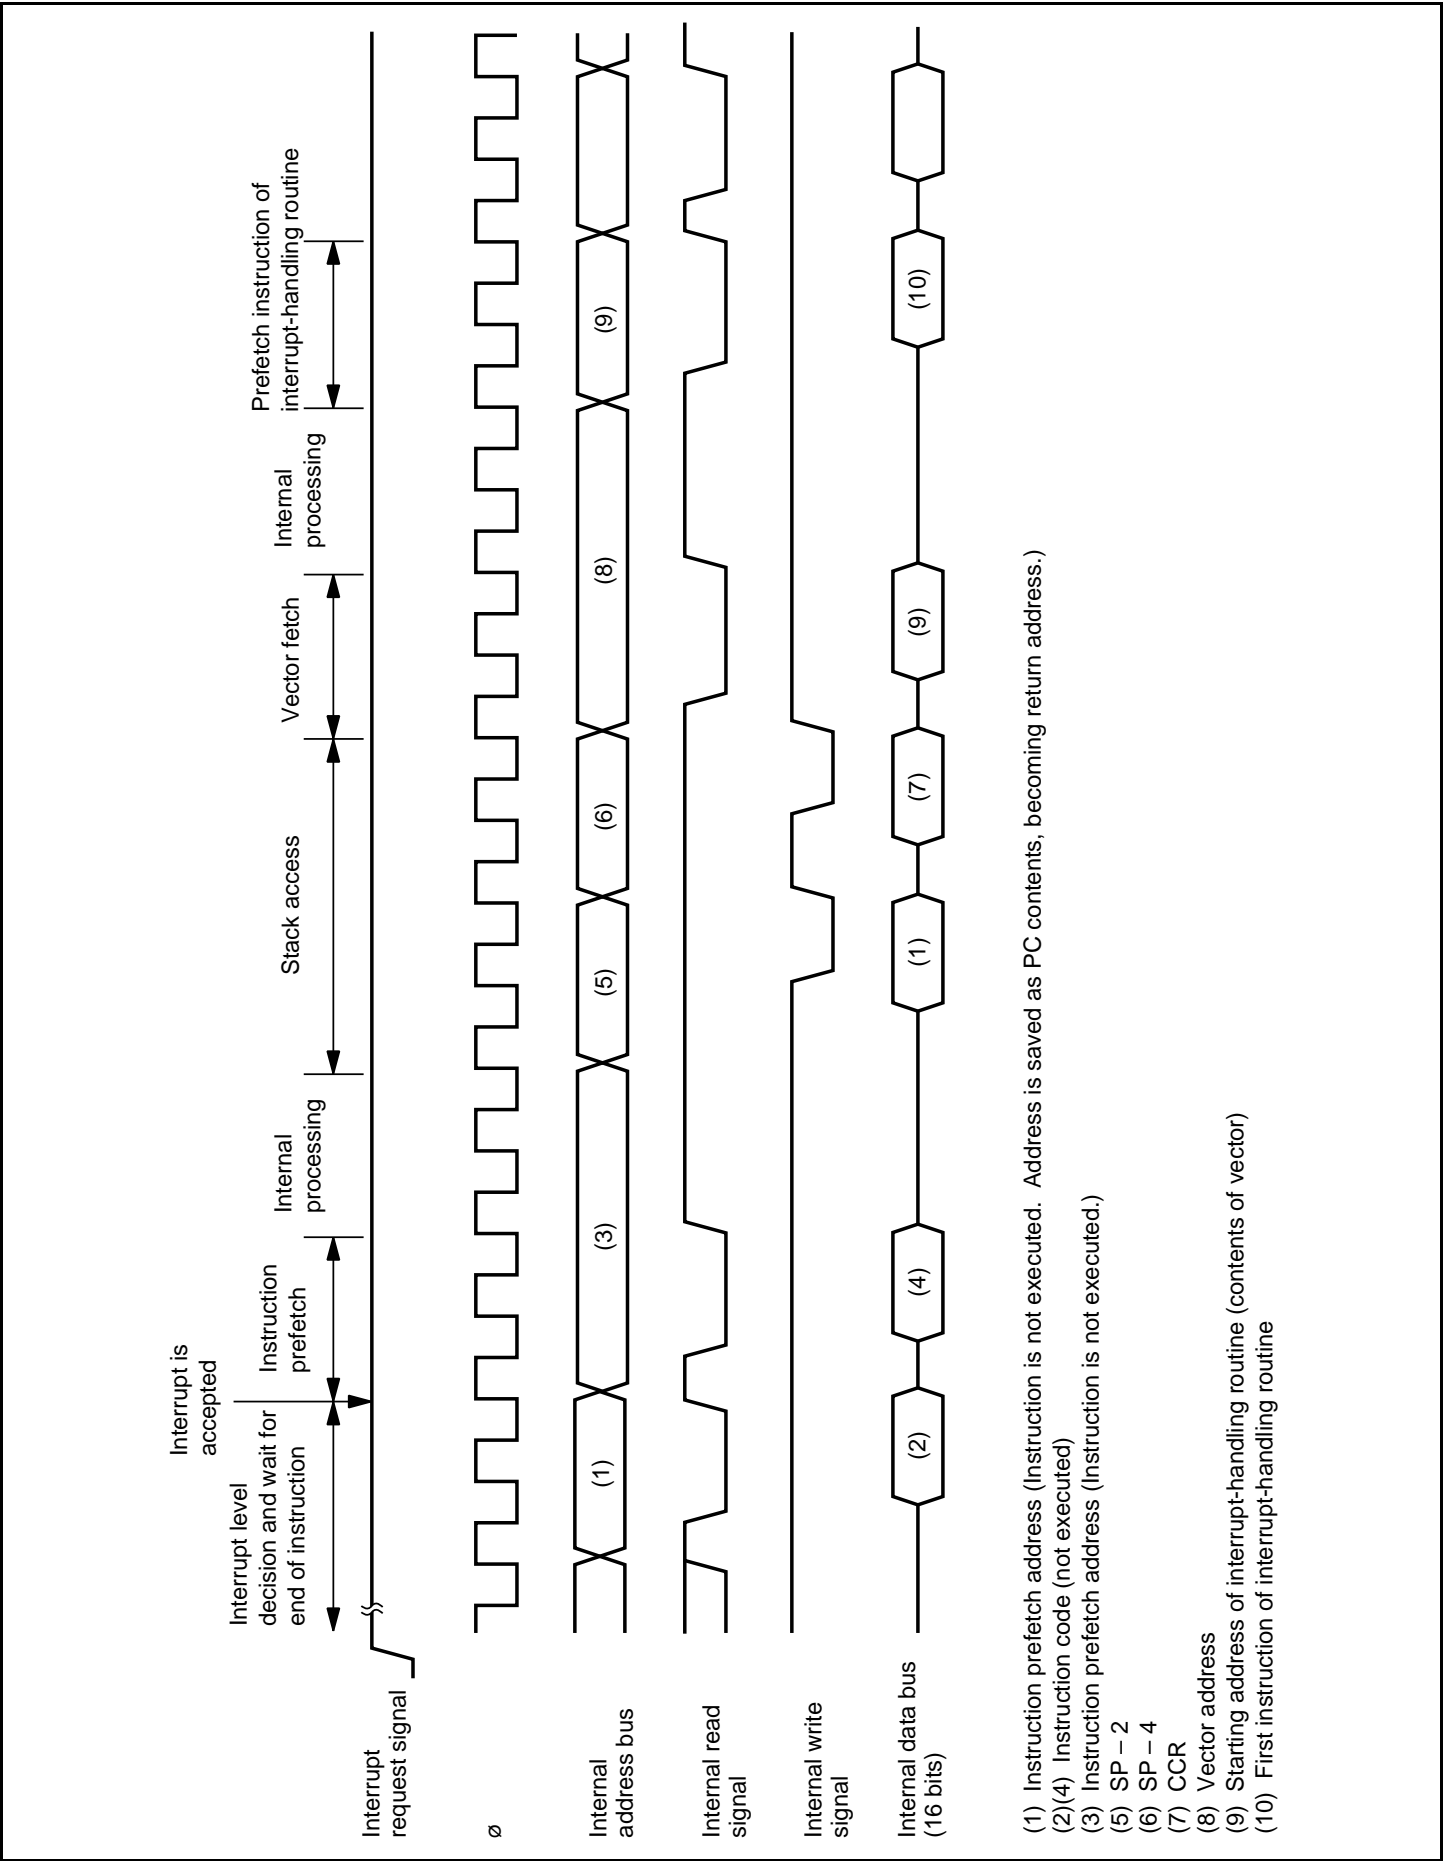 Interrupt is
accepted
Interrupt level
decision and wait for
end of instruction
Instruction
prefetch
Internal
processing
Stack access
Vector fetch
Internal
processing
Prefetch instruction of
interrupt-handling routine
Interrupt
request signal
ø
Internal
address bus
(1)
(3)
(5)
(6)
(8)
(9)
Internal read
signal
Internal write
signal
Internal data bus
(16 bits)
(2)
(4)
(1)
(7)
(9)
(10)
(1) Instruction prefetch address (Instruction is not executed. Address is saved as PC contents, becoming return address.)
(2)(4) Instruction code (not executed)
(3) Instruction prefetch address (Instruction is not executed.)
(5) SP – 2
(6) SP – 4
(7) CCR
(8) Vector address
(9) Starting address of interrupt-handling routine (contents of vector)
(10) First instruction of interrupt-handling routine